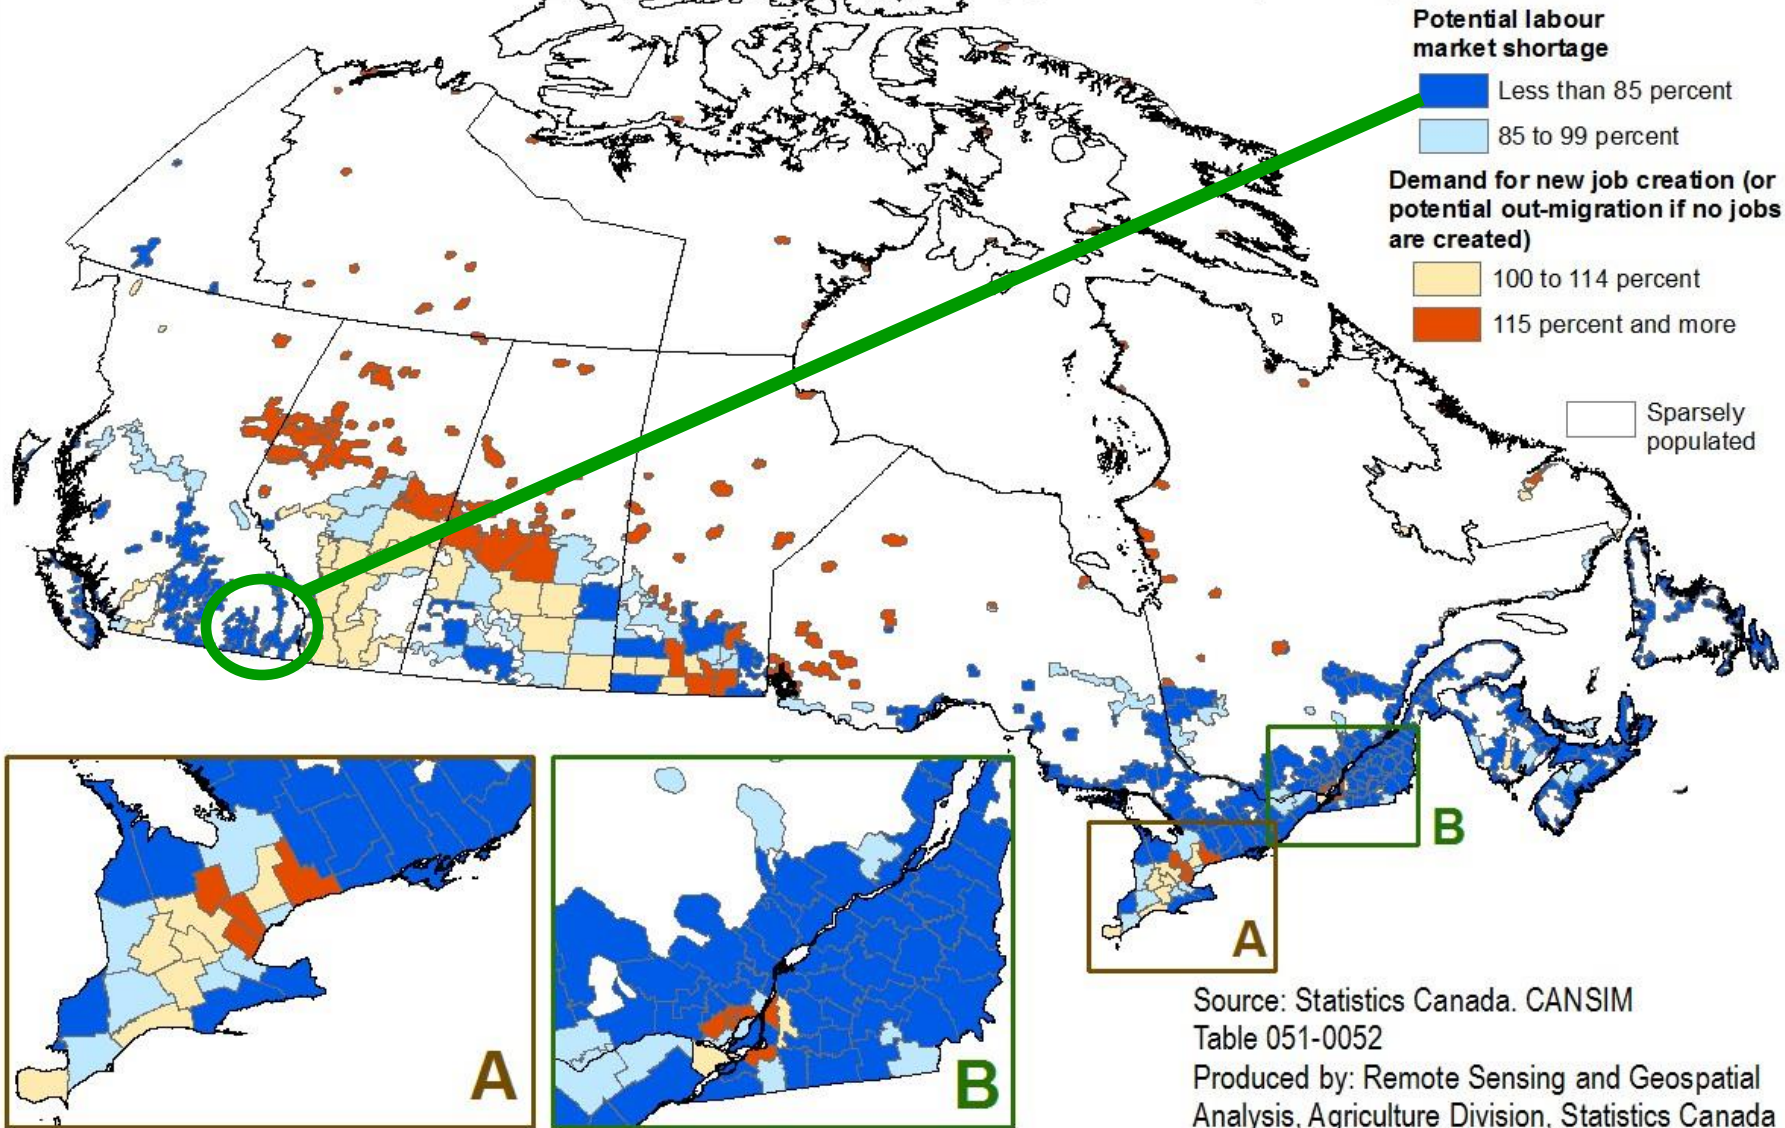 Potential labour
market shortage
Less than 85 percent
85 to 99 percent
Demand for new job creation (or
potential out-migration if no jobs
are created)
100 to 114 percent
115 percent and more
Sparsely
populated
B
A
A
B
Source: Statistics Canada. CANSIM
Table 051-0052
Produced by: Remote Sensing and Geospatial
Analysis, Agriculture Division, Statistics Canada